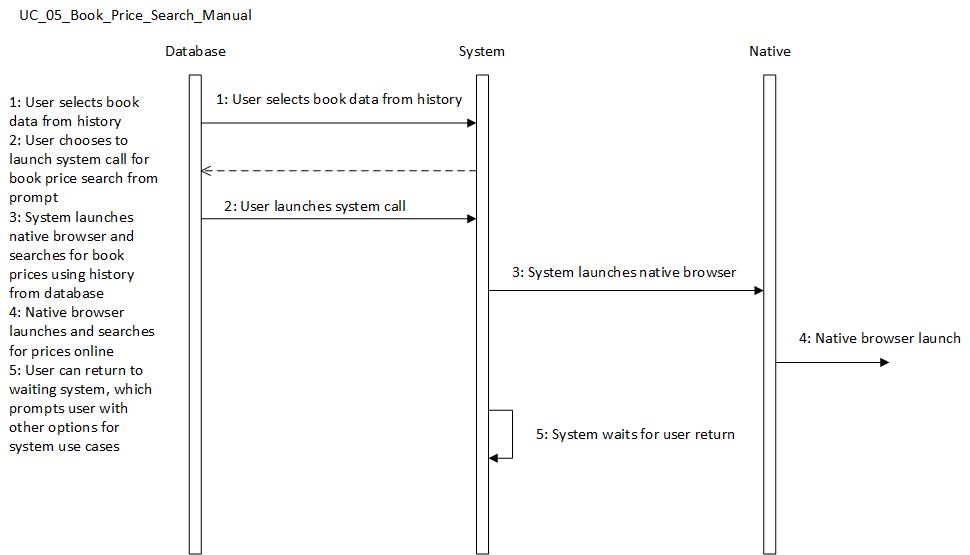 UC_05_Book_Price_Search_Manual
Database
System
Native
1: User selects book
data from history
2: User chooses to
launch system call for
book price search from
prompt
3: System launches
native browser and
searches for book
prices using history
from database
4: Native browser
launches and searches
for prices online
5: User can return to
waiting system, which
prompts user with
other options for
system use cases
1: User selects book data from history
2: User launches system call
3: System launches native browser
4: Native browser launch
5: System waits for user return